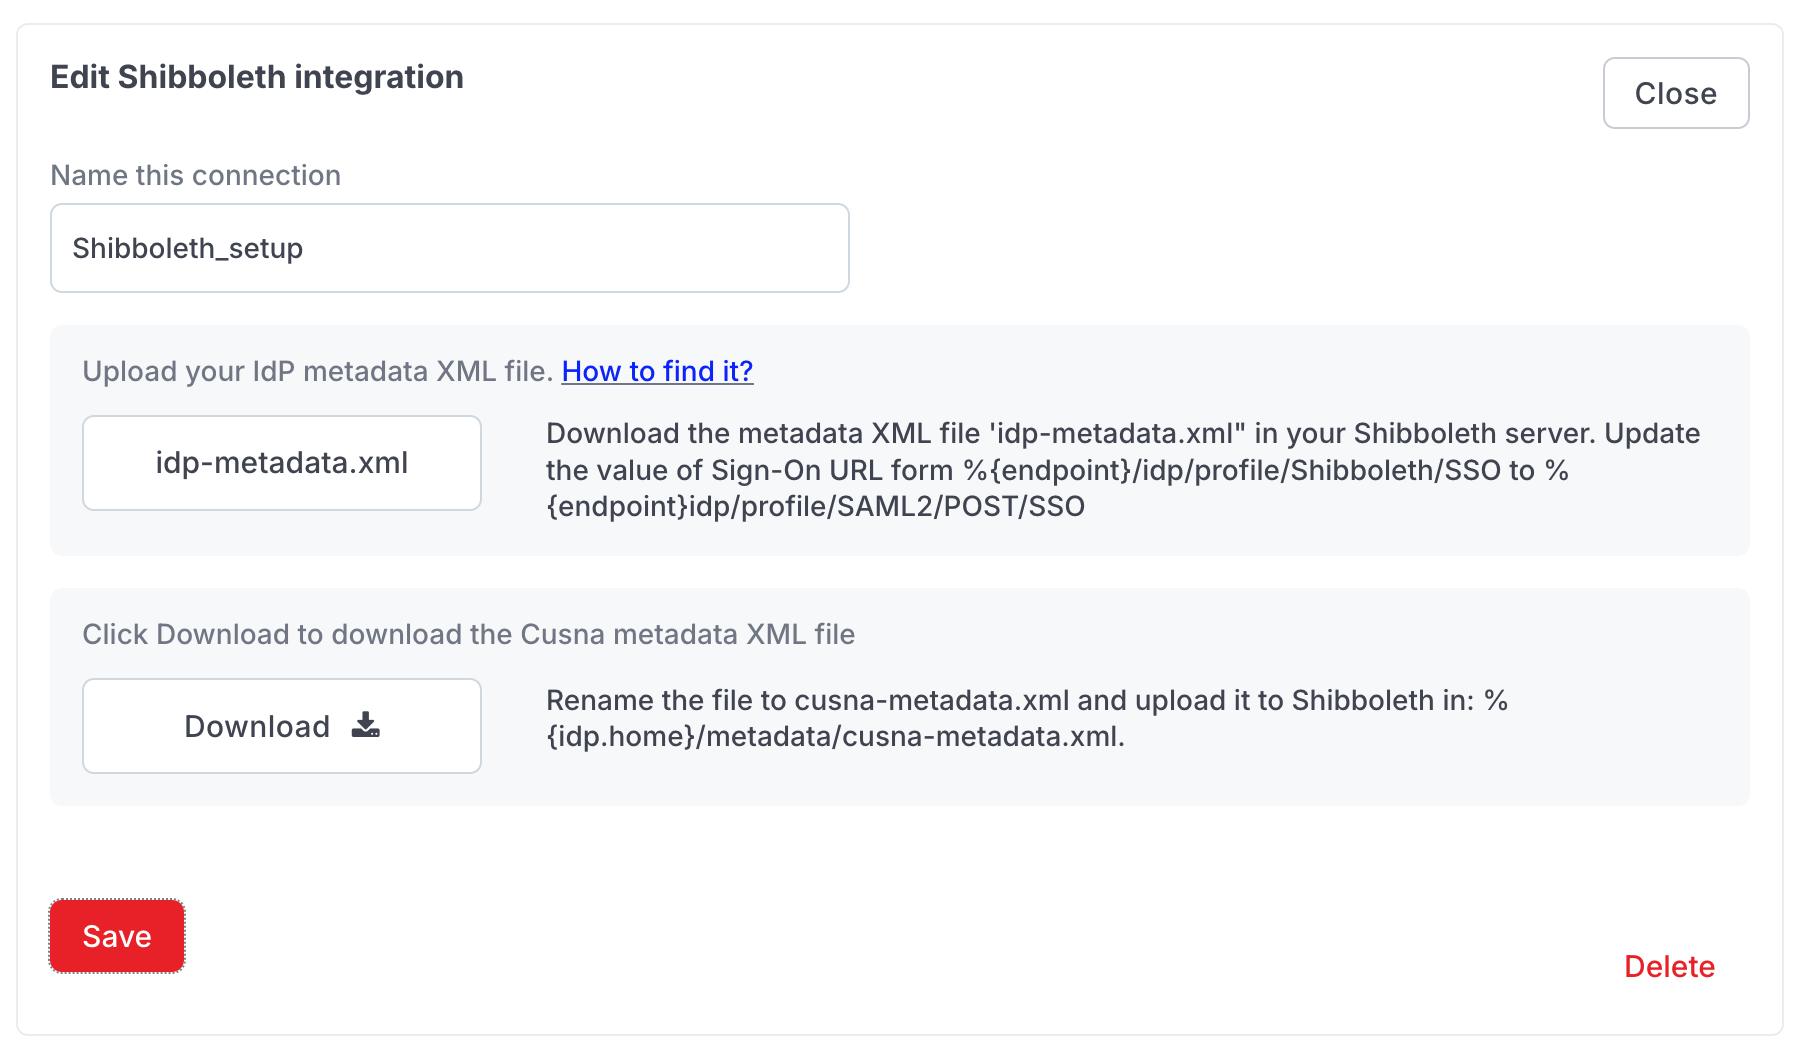 Edit Shibboleth integration
Close
Name this connection
Shibboleth_setup
Upload your IdP metadata XML file. How to find it?
idp-metadata.xml
Download the metadata XML file 'idp-metadata.xml" in your Shibboleth server. Update
the value of Sign-On URL form %{endpoint}/idp/profile/Shibboleth/SSO to %
{endpoint}idp/profile/SAML2/POST/SSO
Click Download to download the Cusna metadata XML file
Download
Rename the file to cusna-metadata.xml and upload it to Shibboleth in: %
{idp.home}/metadata/cusna-metadata.xml.
Save
Delete